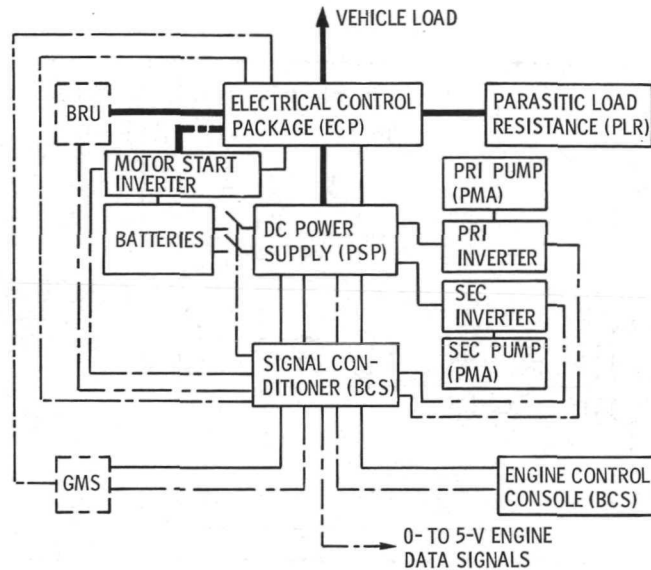 VEHICLE LOAD
BRU
ELECTRICAL CONTROL
PACKAGE (ECP)
PARASITIC LOAD
RESISTANCE (PLR)
MOTOR START
INVERTER
PRI PUMP
(PMA)
BATTERIES
DC POWER
SUPPLY (PSP)
PRI
INVERTER
SEC
INVERTER
SEC PUMP
(PMA)
SIGNAL CON-
DITIONER (BCS)
GMS
ENGINE CONTROL
CONSOLE (BCS)
0- TO 5-V ENGINE
DATA SIGNALS